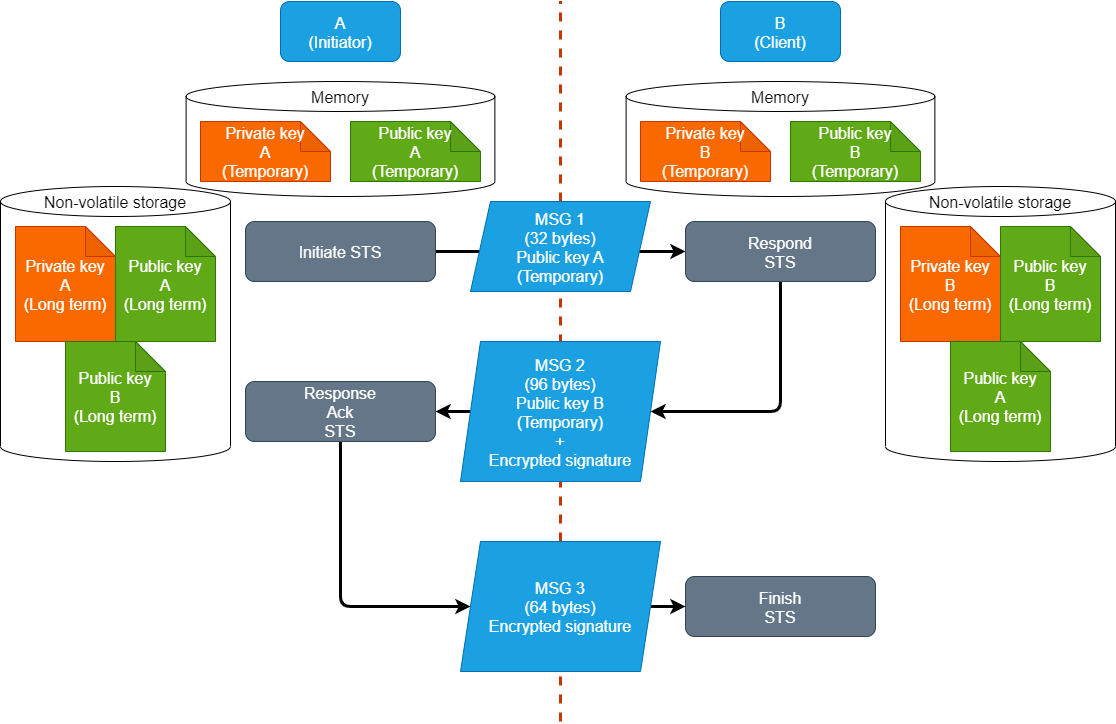 A
(Initiator)
B
(Client)
Memory
Private key
A
(Temporary)
Public key
A
(Temporary)
Memory
Private key
B
(Temporary)
Public key
B
(Temporary)
Non-volatile storage
Private key
A
(Long term)
Public key
A
(Long term)
Public key
B
(Long term)
Non-volatile storage
Private key
B
(Long term)
Public key
B
(Long term)
Public key
A
(Long term)
Initiate STS
MSG 1
(32 bytes)
Public key A
(Temporary)
Respond
STS
Response
Ack
STS
MSG 2
(96 bytes)
Public key B
(Temporary)
+
Encrypted signature
MSG 3
(64 bytes)
Encrypted signature
Finish
STS